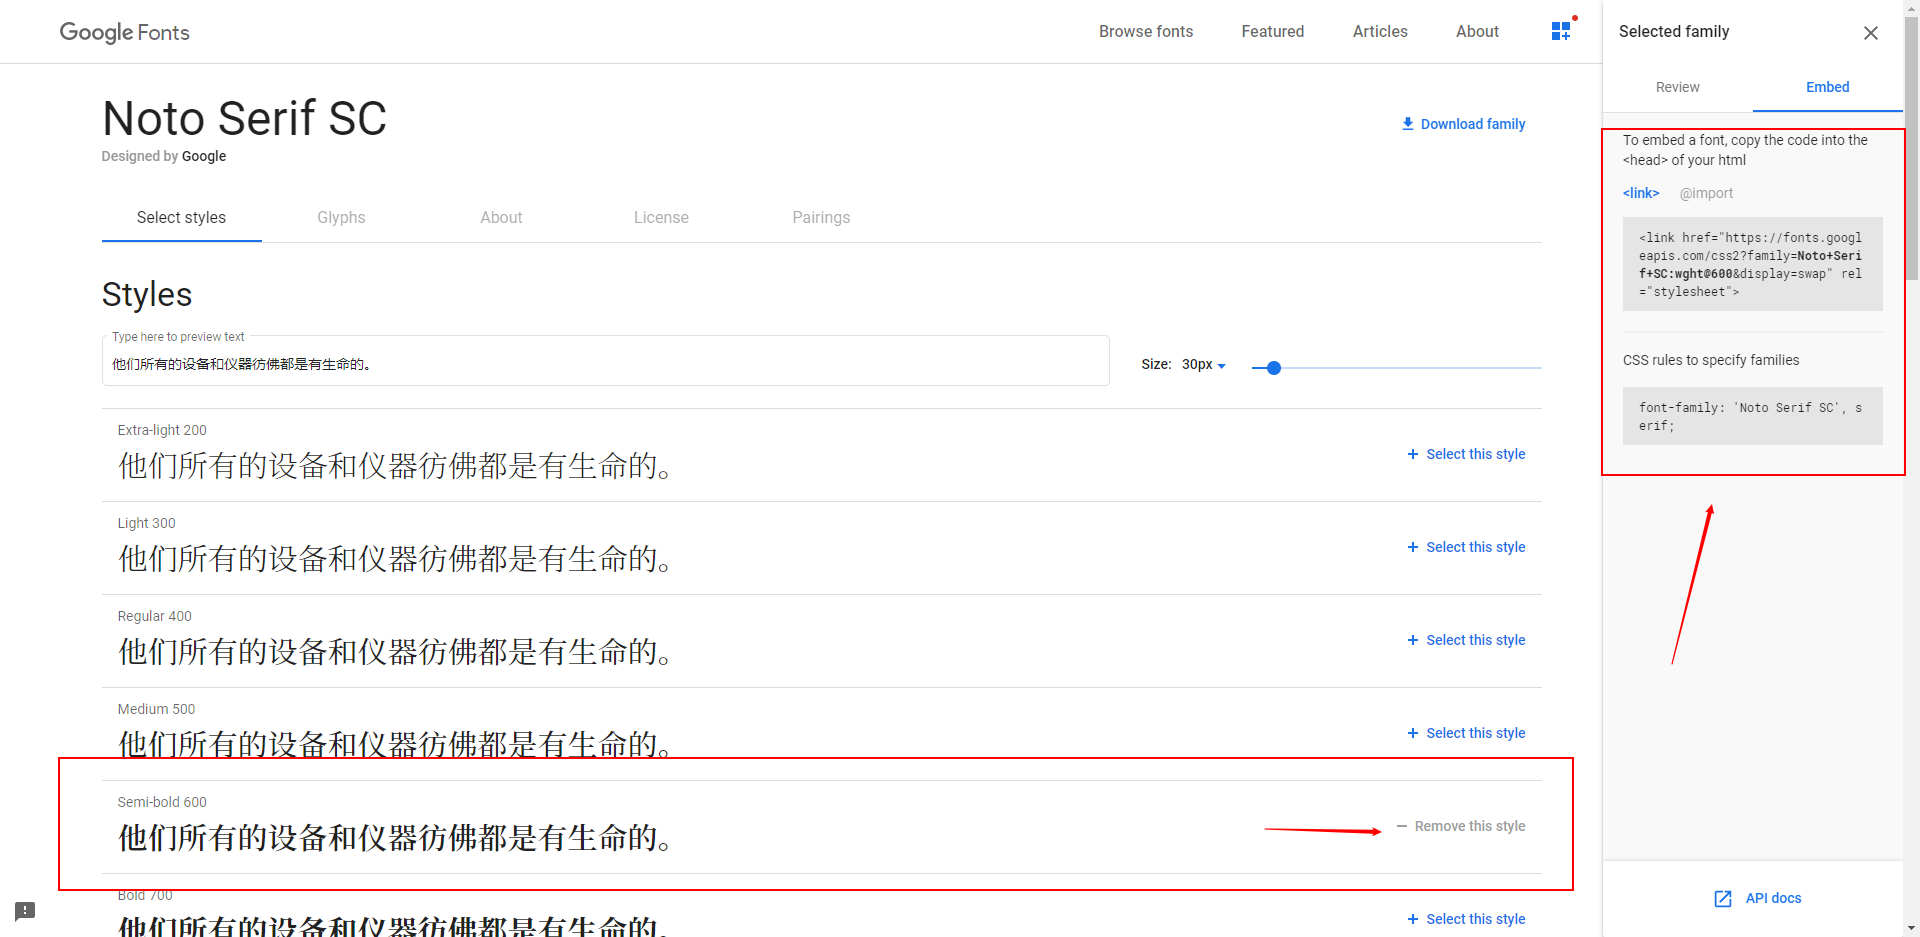 Google Fonts
Browse fonts
Featured
Articles
About
Noto Serif SC
Designed by Google
Download family
Select styles
Glyphs
About
License
Pairings
Styles
Type here to preview text
他们所有的设备和仪器彷佛都是有生命的。
Size: 30px
Extra-light 200
他们所有的设备和仪器彷佛都是有生命的。
+ Select this style
Light 300
他们所有的设备和仪器彷佛都是有生命的。
+ Select this style
Regular 400
他们所有的设备和仪器彷佛都是有生命的。
+ Select this style
Medium 500
他们所有的设备和仪器彷佛都是有生命的。
+ Select this style
Semi-bold 600
他们所有的设备和仪器彷佛都是有生命的。
— Remove this style
Bold 700
他们所有的设备和仪器彷佛都是有生命的。
+ Select this style
Selected family
Review
Embed
To embed a font, copy the code into the
<head> of your html
<link>
@import
<link href="https://fonts.googl
eapis.com/css2?family=Noto+Seri
f+SC:wght@600&display=swap" rel
="stylesheet">
CSS rules to specify families
font-family: 'Noto Serif SC', s
erif;
API docs